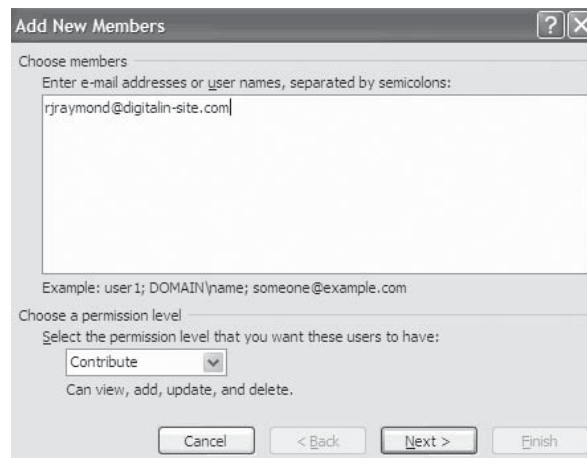 Add New Members
Choose members
Enter e-mail addresses or user names, separated by semicolons:
rjraymond@digitalin-site.com
Example: user1; DOMAIN\name; someone@example.com
Choose a permission level
Select the permission level that you want these users to have:
Contribute
Can view, add, update, and delete.
Cancel
< Back
Next >
Finish